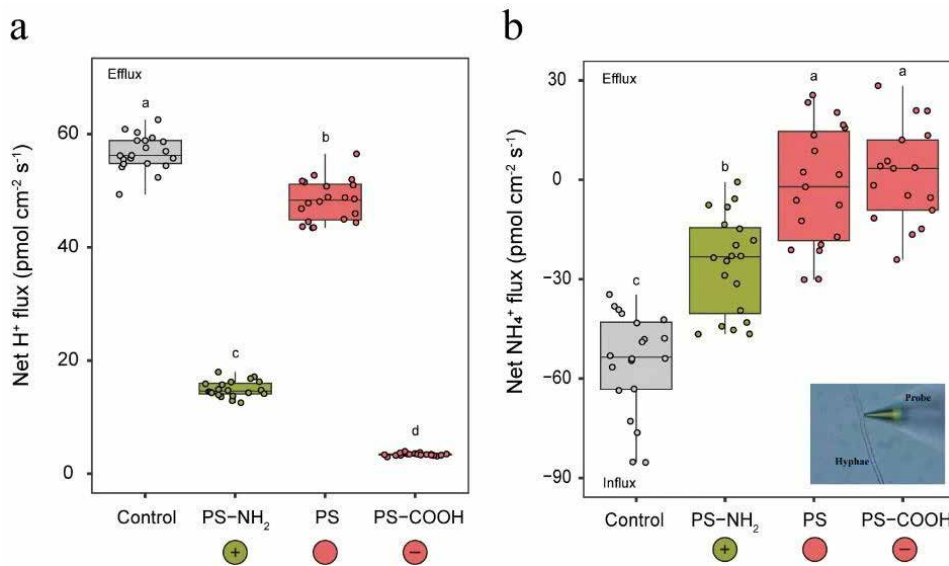 a
Net H⁺ flux (pmol cm⁻² s⁻¹)
60
40
20
0
Efflux
a
b
c
d
Control
PS−NH₂
PS
PS−COOH
+
−
b
Net NH₄⁺ flux (pmol cm⁻² s⁻¹)
30
0
−30
−60
−90
Efflux
c
b
a
a
Influx
Probe
Hyphae
Control
PS−NH₂
PS
PS−COOH
+
−